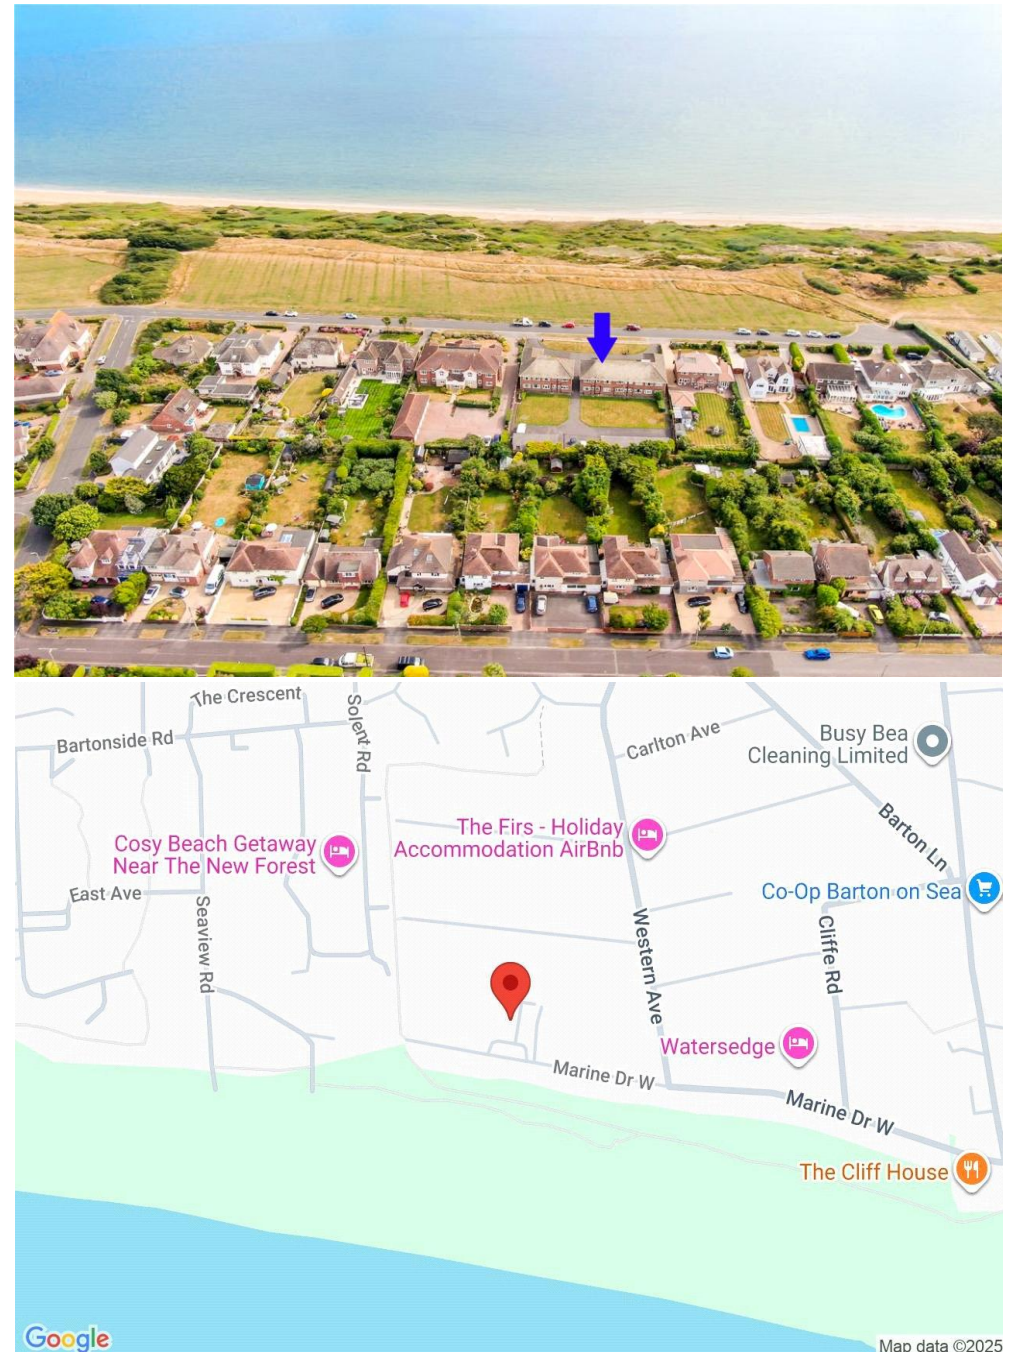 The Crescent
Solent Rd
Bartonside Rd
Carlton Ave
Busy Bea
Cleaning Limited
Barton Ln
The Firs - Holiday
Accommodation AirBnb
Cosy Beach Getaway
Near The New Forest
East Ave
Co-Op Barton on Sea
Seaview Rd
Western Ave
Cliffe Rd
Watersedge
Marine Dr W
Marine Dr W
The Cliff House
Google
Map data ©2025